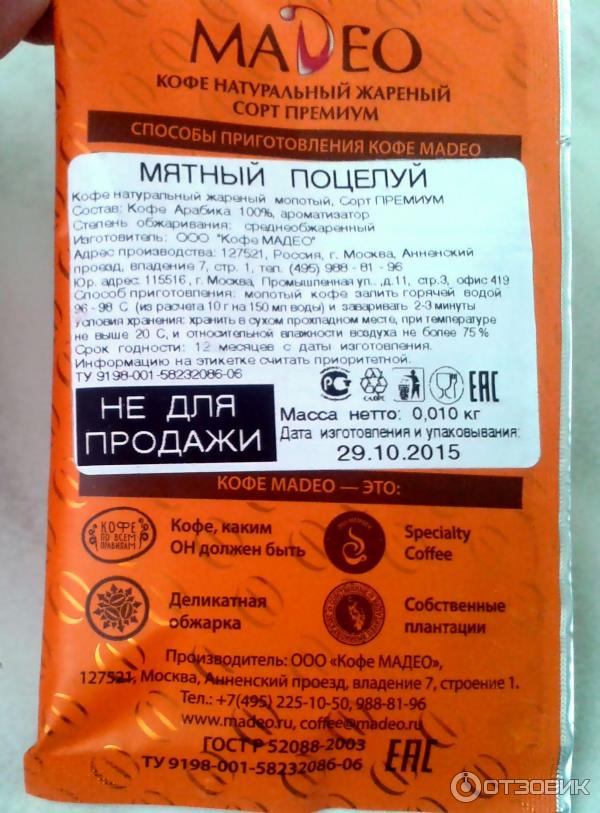 MADEO
КОФЕ НАТУРАЛЬНЫЙ ЖАРЕНЫЙ
СОРТ ПРЕМИУМ
СПОСОБЫ ПРИГОТОВЛЕНИЯ КОФЕ MADEO
МЯТНЫЙ ПОЦЕЛУЙ
Кофе натуральный жареный молотый, Сорт ПРЕМИУМ
Состав: Кофе Арабика 100%, ароматизатор
Степень обжаривания: среднеобжаренный
Изготовитель: ООО "Кофе МАДЕО"
Адрес производства: 127521, Россия, г. Москва, Анненский
проезд, владение 7, стр. 1, тел. (495) 988 - 81 - 96
Юр. адрес: 115516, г. Москва, Промышленная ул., д.11, стр.3, офис 419
Способ приготовления: молотый кофе залить горячей водой
96 - 98 С (из расчета 10 г на 150 мл воды) и заваривать 2-3 минуты
Условия хранения: хранить в сухом прохладном месте, при температуре
не выше 20 С, и относительной влажности воздуха не более 75 %
Срок годности: 12 месяцев с даты изготовления.
Информацию на этикетке считать приоритетной.
ТУ 9198-001-58232086-06
РСТ
EAC
НЕ ДЛЯ
ПРОДАЖИ
Масса нетто: 0,010 кг
Дата изготовления и упаковывания:
29.10.2015
КОФЕ MADEO — ЭТО:
КОФЕ
ПО ВСЕМ
ПРАВИЛАМ
Кофе, каким
ОН должен быть
Specialty
Coffee
Деликатная
обжарка
Собственные
плантации
Производитель: ООО «Кофе МАДЕО»,
127521, Москва, Анненский проезд, владение 7, строение 1.
Тел.: +7(495) 225-10-50, 988-81-96
www.madeo.ru, coffee@madeo.ru
ГОСТ Р 52088-2003
ТУ 9198-001-58232086-06
EAC
ОТЗОВИК